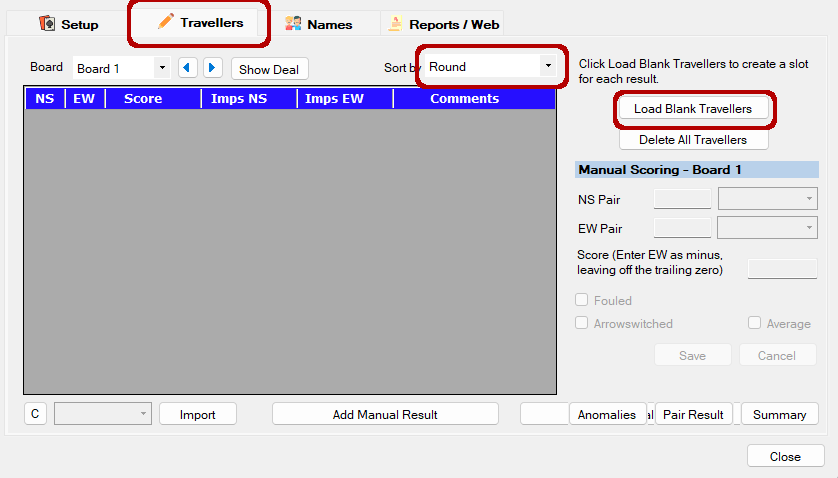 Setup
Travellers
Names
Reports / Web
Board
Board 1
Show Deal
Sort by
Round
Click Load Blank Travellers to create a slot
for each result.
NS EW Score Imps NS Imps EW Comments
Load Blank Travellers
Delete All Travellers
Manual Scoring - Board 1
NS Pair
EW Pair
Score (Enter EW as minus,
leaving off the trailing zero)
Fouled
Arrowswitched
Average
Save
Cancel
C
Import
Add Manual Result
Anomalies
Pair Result
Summary
Close